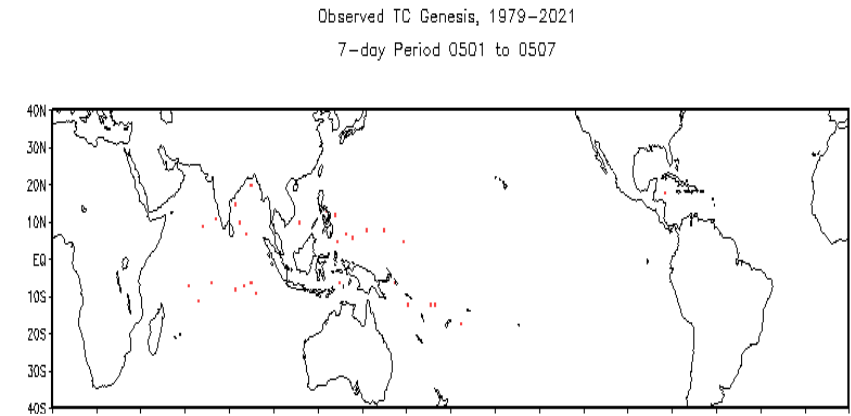 Observed TC Genesis, 1979-2021
7-day Period 0501 to 0507
40N
30N
20N
10N
EQ
10S
20S
30S
40S